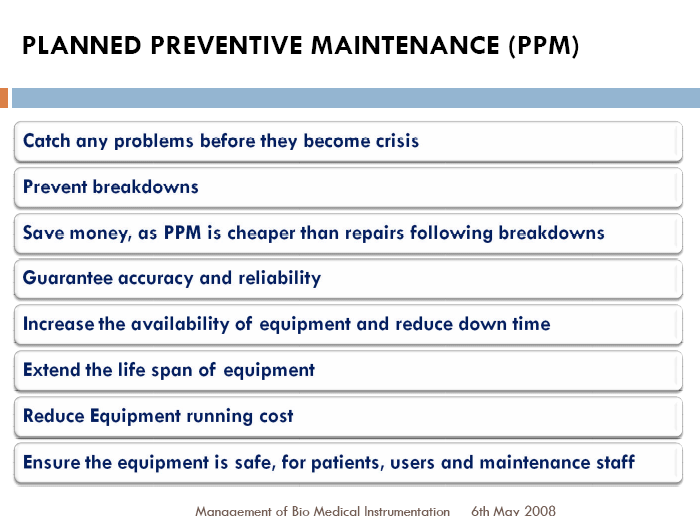 PLANNED PREVENTIVE MAINTENANCE (PPM)
Catch any problems before they become crisis
Prevent breakdowns
Save money, as PPM is cheaper than repairs following breakdowns
Guarantee accuracy and reliability
Increase the availability of equipment and reduce down time
Extend the life span of equipment
Reduce Equipment running cost
Ensure the equipment is safe, for patients, users and maintenance staff
Management of Bio Medical Instrumentation 6th May 2008